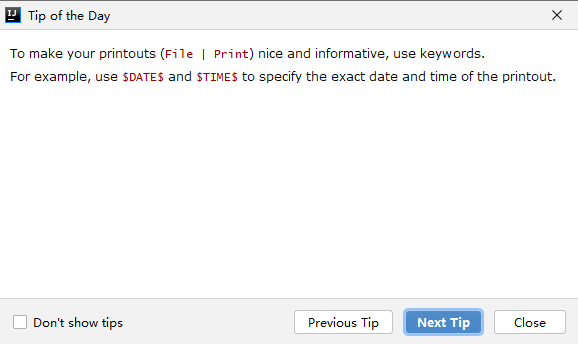 IJ
Tip of the Day
To make your printouts (File | Print) nice and informative, use keywords.
For example, use $DATE$ and $TIME$ to specify the exact date and time of the printout.
Don't show tips
Previous Tip
Next Tip
Close